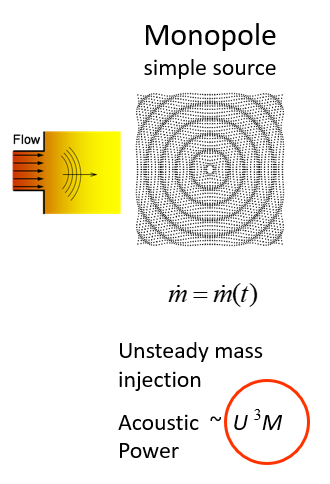 Monopole
simple source
Flow
ṁ = ṁ(t)
Unsteady mass
injection
Acoustic ~ U³M
Power